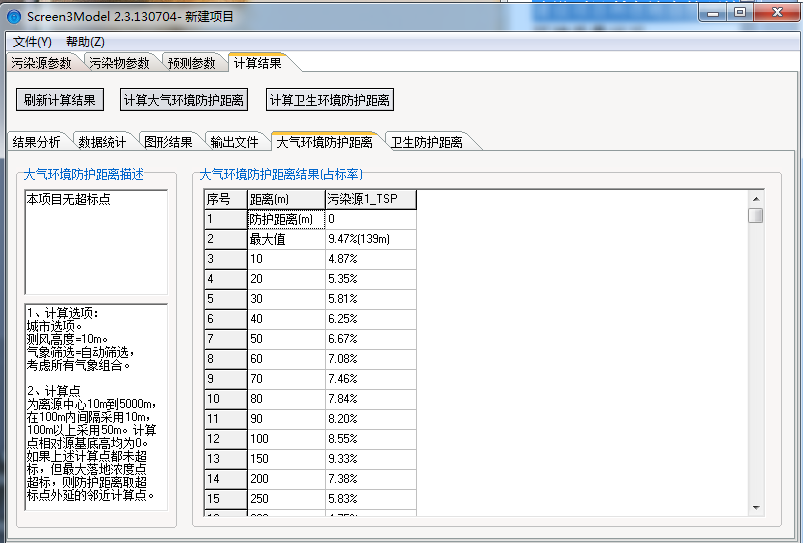 Screen3Model 2.3.130704- 新建项目
文件(Y) 帮助(Z)
污染源参数 污染物参数 预测参数 计算结果
刷新计算结果 计算大气环境防护距离 计算卫生环境防护距离
结果分析 数据统计 图形结果 输出文件 大气环境防护距离 卫生防护距离
大气环境防护距离描述
本项目无超标点
1、计算选项:
城市选项。
测风高度=10m。
气象筛选=自动筛选,
考虑所有气象组合。
2、计算点
为离源中心10m到5000m,
在100m内间隔采用10m,
100m以上采用50m。计算
点相对源基底高均为0。
如果上述计算点都未超
标，但最大落地浓度点
超标，则防护距离取超
标点外延的邻近计算点。
大气环境防护距离结果(占标率)
序号 距离(m) 污染源1_TSP
1 防护距离(m) 0
2 最大值 9.47%(139m)
3 10 4.87%
4 20 5.35%
5 30 5.81%
6 40 6.25%
7 50 6.67%
8 60 7.08%
9 70 7.46%
10 80 7.84%
11 90 8.20%
12 100 8.55%
13 150 9.33%
14 200 7.38%
15 250 5.83%